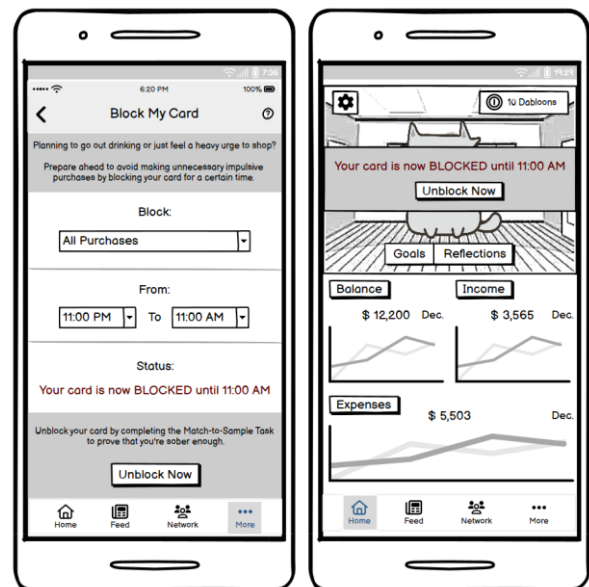 7:36
6:20 PM
100%
Block My Card
?
Planning to go out drinking or just feel a heavy urge to shop?
Prepare ahead to avoid making unnecessary impulsive
purchases by blocking your card for a certain time.
Block:
All Purchases
From:
11:00 PM
To
11:00 AM
Status:
Your card is now BLOCKED until 11:00 AM
Unblock your card by completing the Match-to-Sample Task
to prove that you're sober enough.
Unblock Now
Home
Feed
Network
More
19:29
10 Dabloons
Your card is now BLOCKED until 11:00 AM
Unblock Now
Goals
Reflections
Balance
Income
$ 12,200 Dec.
$ 3,565 Dec.
Expenses
$ 5,503 Dec.
Home
Feed
Network
More